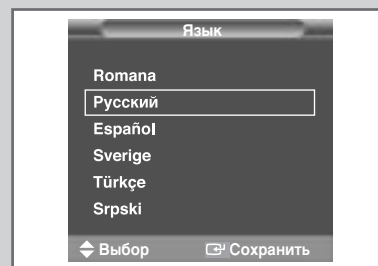 Язык
Romana
Русский
Español
Sverige
Türkçe
Srpski
Выбор Сохранить